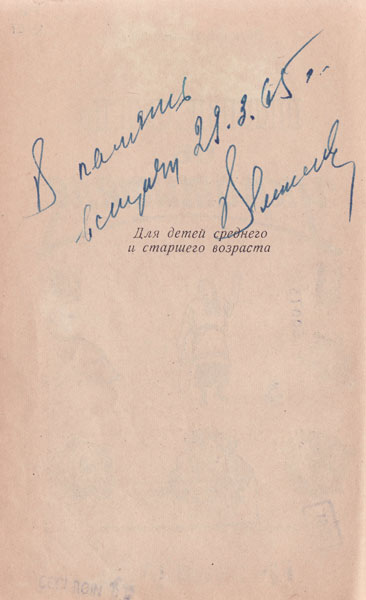 В память
встречи 29.3.65 г.
Для детей среднего
и старшего возраста